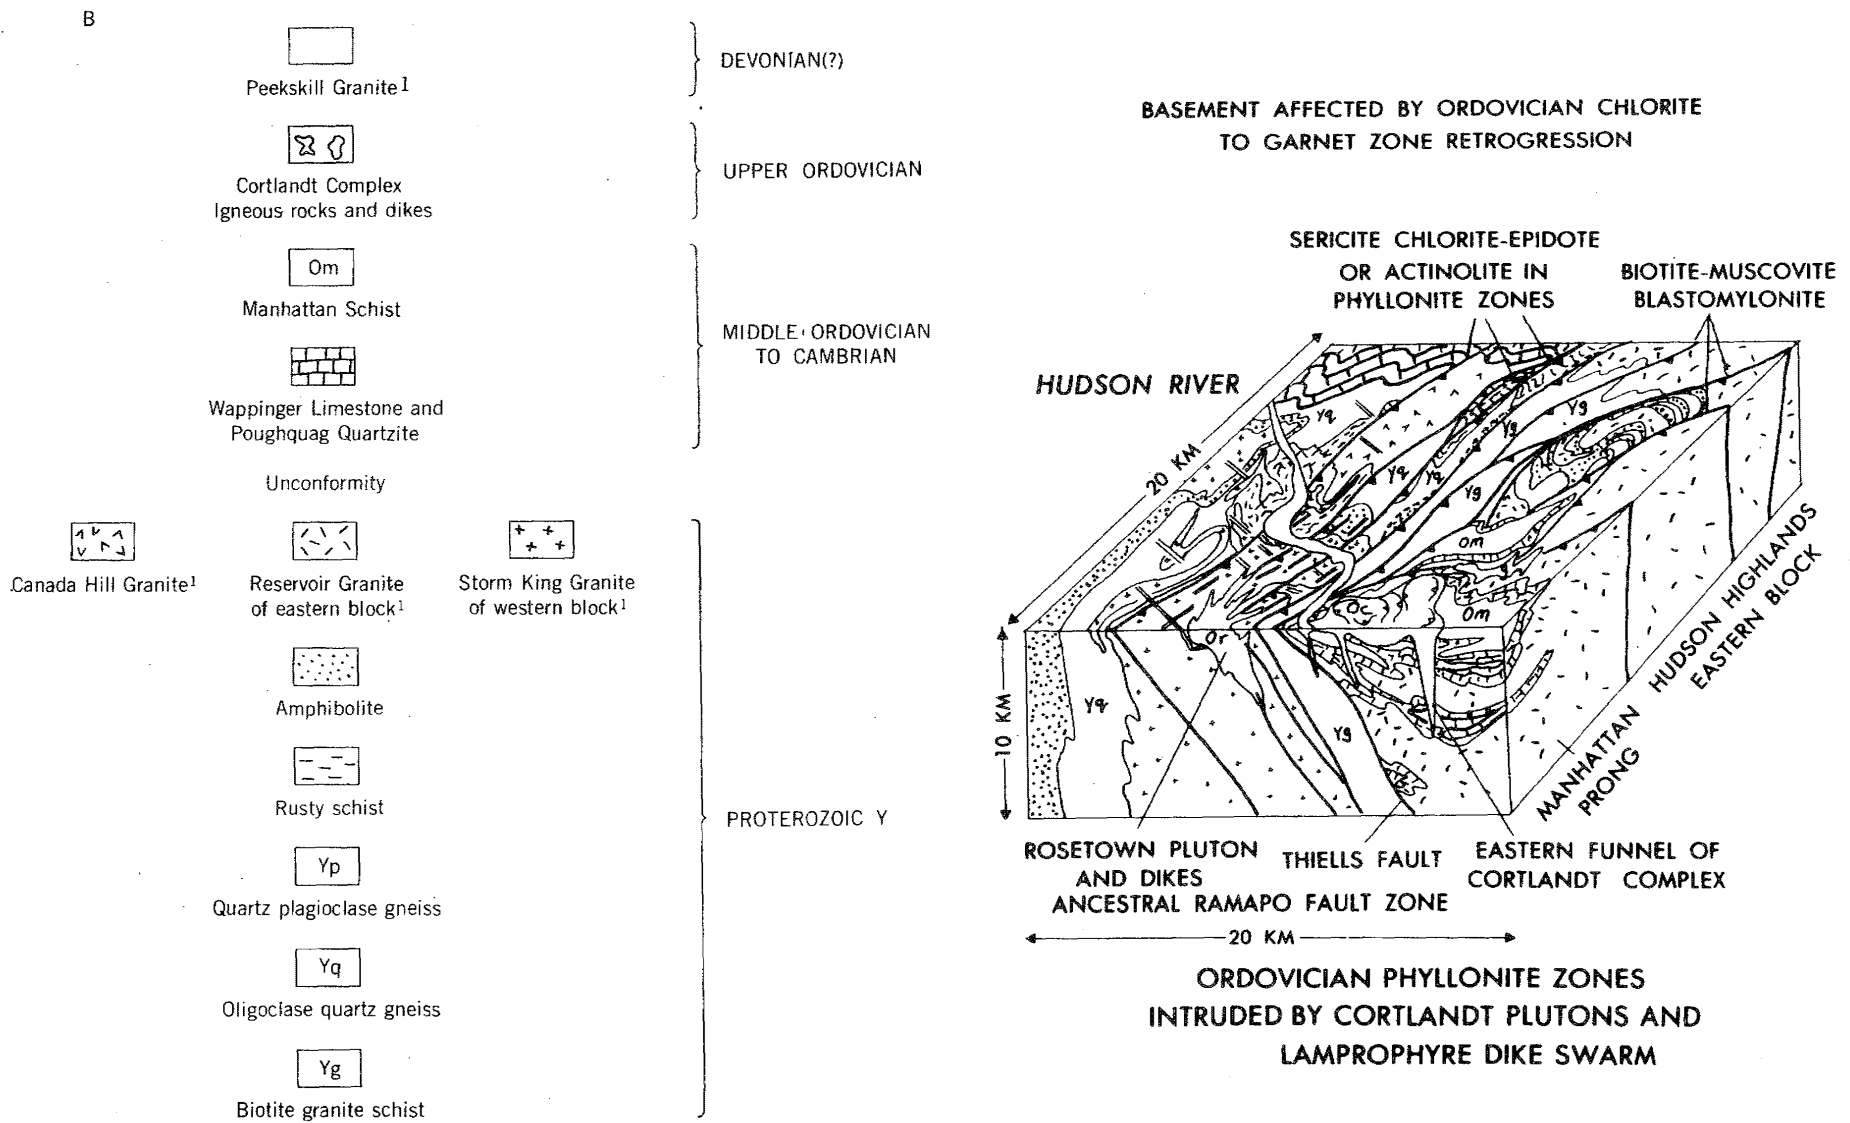 B
Peekskill Granite1
DEVONIAN(?)
Cortlandt Complex
Igneous rocks and dikes
UPPER ORDOVICIAN
Om
Manhattan Schist
MIDDLE ORDOVICIAN
TO CAMBRIAN
Wappinger Limestone and
Poughquag Quartzite
Unconformity
Canada Hill Granite1
Reservoir Granite
of eastern block1
Storm King Granite
of western block1
Amphibolite
Rusty schist
PROTEROZOIC Y
Yp
Quartz plagioclase gneiss
Yq
Oligoclase quartz gneiss
Yg
Biotite granite schist
BASEMENT AFFECTED BY ORDOVICIAN CHLORITE
TO GARNET ZONE RETROGRESSION
SERICITE CHLORITE-EPIDOTE
OR ACTINOLITE IN
PHYLLONITE ZONES
BIOTITE-MUSCOVITE
BLASTOMYLONITE
HUDSON RIVER
20 KM
Yq
Yg
Yg
Yq
Yq
Yg
Om
Oc
Om
Or
Yq
Yg
10 KM
HUDSON HIGHLANDS
EASTERN BLOCK
MANHATTAN
PRONG
ROSETOWN PLUTON
AND DIKES
THIELLS FAULT
EASTERN FUNNEL OF
CORTLANDT COMPLEX
ANCESTRAL RAMAPO FAULT ZONE
20 KM
ORDOVICIAN PHYLLONITE ZONES
INTRUDED BY CORTLANDT PLUTONS AND
LAMPROPHYRE DIKE SWARM